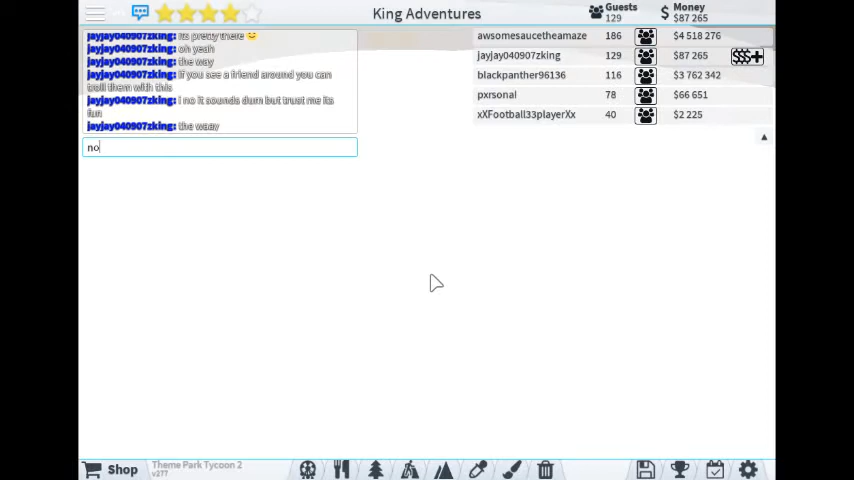 King Adventures
Guests
129
Money
$87 265
jayjay040907zking: its pretty there
jayjay040907zking: oh yeah
jayjay040907zking: the way
jayjay040907zking: if you see a friend around you can
troll them with this
jayjay040907zking: i no it sounds dum but trust me its
fun
jayjay040907zking: the waay
no
awsomesaucetheamaze 186 $4 518 276
jayjay040907zking 129 $87 265 $$$+
blackpanther96136 116 $3 762 342
pxrsonal 78 $66 651
xXFootball33playerXx 40 $2 225
Shop
Theme Park Tycoon 2
v277